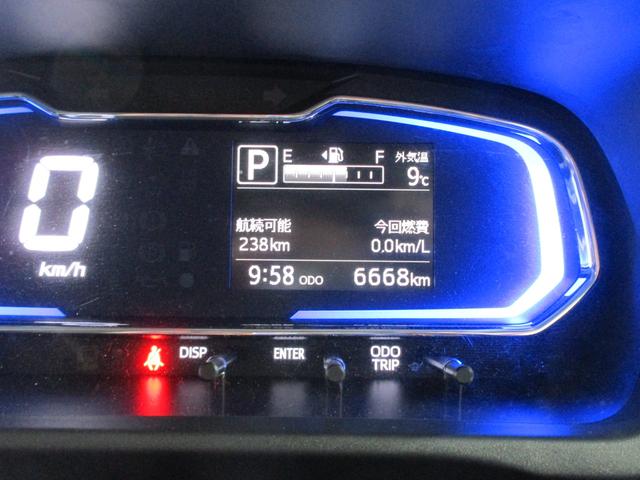 P E F 外気温
9℃
0
km/h
航続可能 今回燃費
238km 0.0km/L
9:58 ODO 6668km
DISP ENTER ODO
TRIP